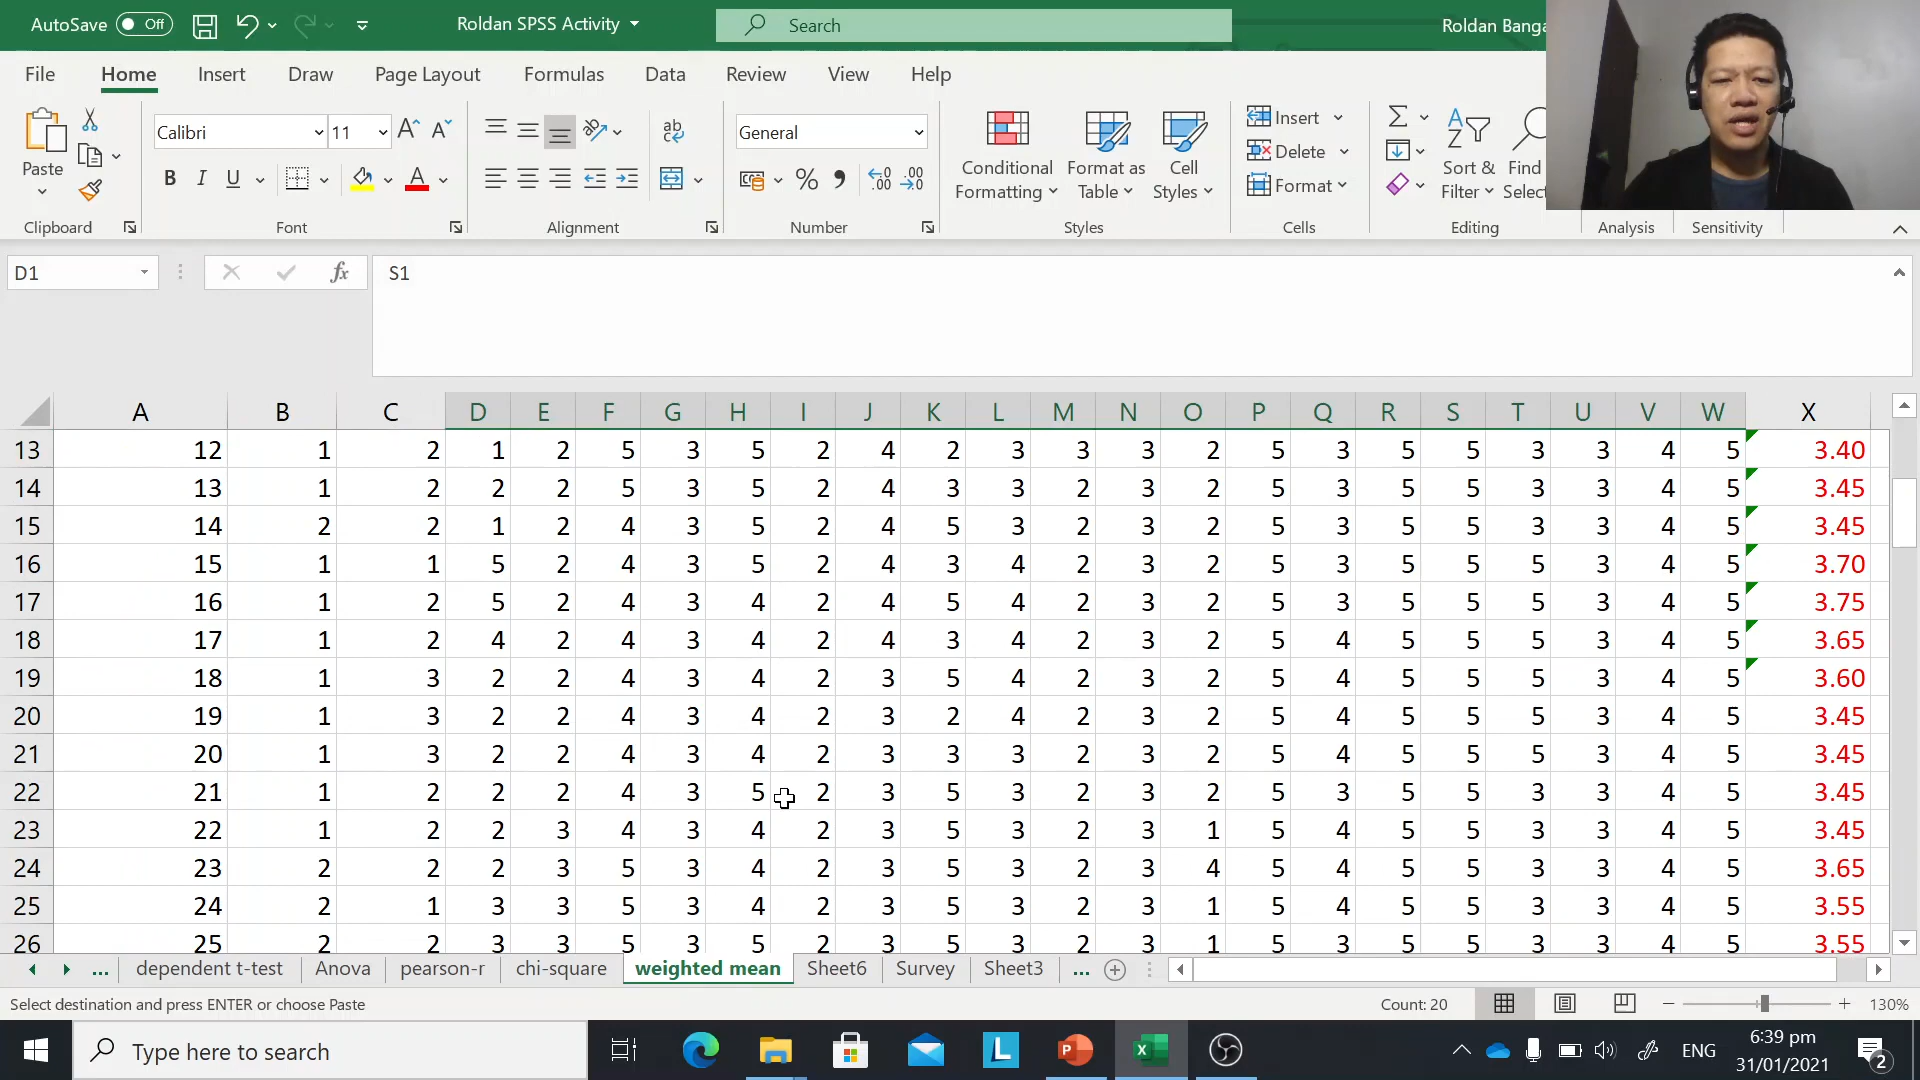 AutoSave Off Roldan SPSS Activity Search Roldan Banga
File Home Insert Draw Page Layout Formulas Data Review View Help
Paste Calibri 11 General Conditional Formatting Format as Table Cell Styles Insert Delete Format Sort & Filter Find Select
B I U
Clipboard Font Alignment Number Styles Cells Editing Analysis Sensitivity
D1 fx S1
A B C D E F G H I J K L M N O P Q R S T U V W X
13 12 1 2 1 2 5 3 5 2 4 2 3 3 3 2 5 3 5 5 3 3 4 5 3.40
14 13 1 2 2 2 5 3 5 2 4 3 3 2 3 2 5 3 5 5 3 3 4 5 3.45
15 14 2 2 1 2 4 3 5 2 4 5 3 2 3 2 5 3 5 5 3 3 4 5 3.45
16 15 1 1 5 2 4 3 5 2 4 3 4 2 3 2 5 3 5 5 5 3 4 5 3.70
17 16 1 2 5 2 4 3 4 2 4 5 4 2 3 2 5 3 5 5 5 3 4 5 3.75
18 17 1 2 4 2 4 3 4 2 4 3 4 2 3 2 5 4 5 5 5 3 4 5 3.65
19 18 1 3 2 2 4 3 4 2 3 5 4 2 3 2 5 4 5 5 5 3 4 5 3.60
20 19 1 3 2 2 4 3 4 2 3 2 4 2 3 2 5 4 5 5 5 3 4 5 3.45
21 20 1 3 2 2 4 3 4 2 3 3 3 2 3 2 5 4 5 5 5 3 4 5 3.45
22 21 1 2 2 2 4 3 5 2 3 5 3 2 3 2 5 3 5 5 3 3 4 5 3.45
23 22 1 2 2 3 4 3 4 2 3 5 3 2 3 1 5 4 5 5 3 3 4 5 3.45
24 23 2 2 2 3 5 3 4 2 3 5 3 2 3 4 5 4 5 5 3 3 4 5 3.65
25 24 2 1 3 3 5 3 4 2 3 5 3 2 3 1 5 4 5 5 3 3 4 5 3.55
26 25 2 2 3 3 5 3 5 2 3 5 3 2 3 1 5 3 5 5 3 3 4 5 3.55
... dependent t-test Anova pearson-r chi-square weighted mean Sheet6 Survey Sheet3 ...
Select destination and press ENTER or choose Paste Count: 20 130%
Type here to search ENG 6:39 pm
31/01/2021 2